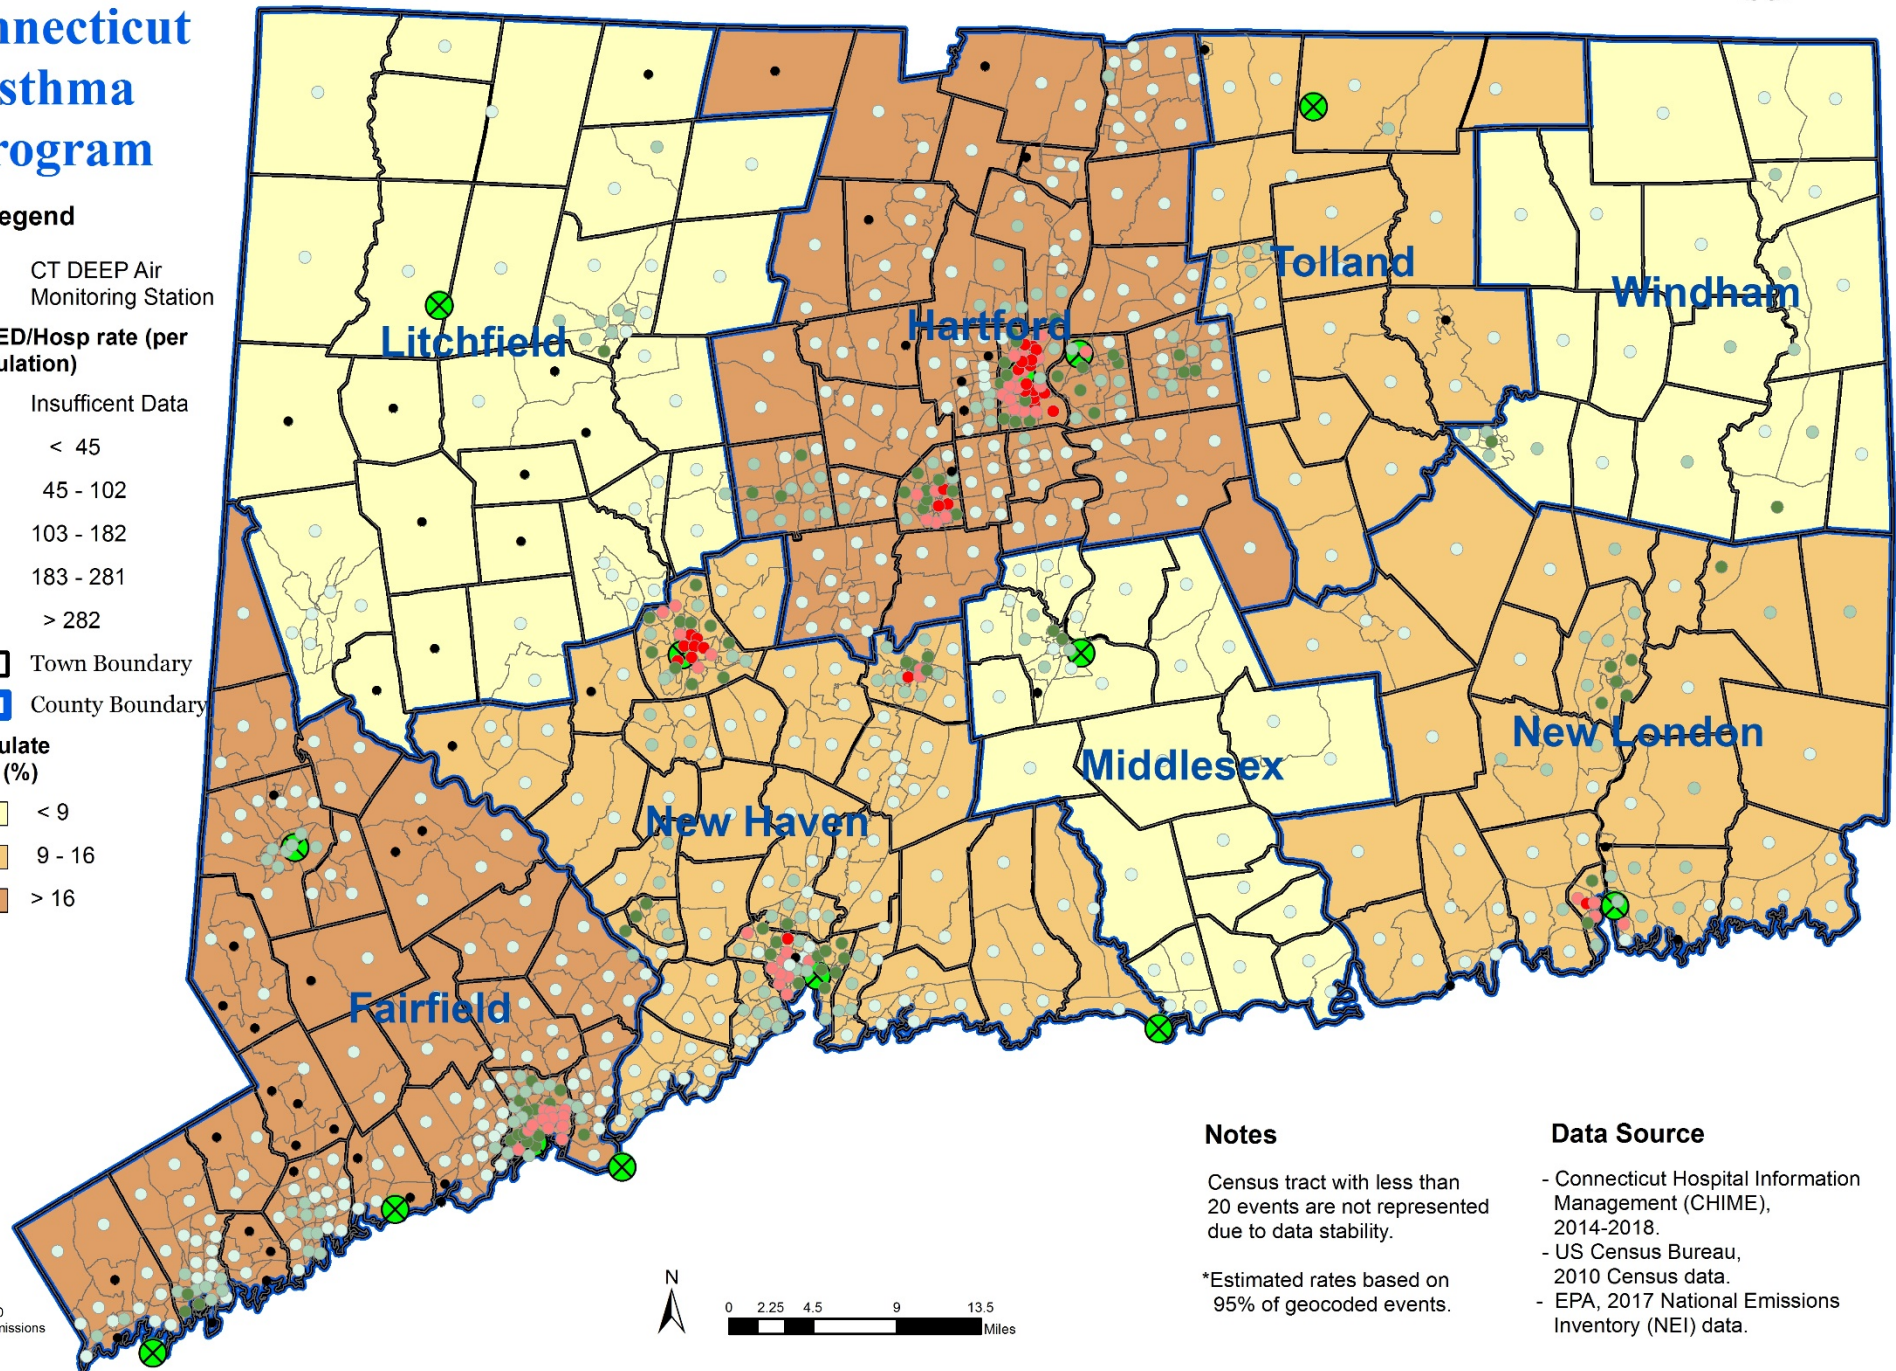 nnecticut
sthma
rogram
egend
CT DEEP Air
Monitoring Station
ED/Hosp rate (per
ulation)
Insufficent Data
< 45
45 - 102
103 - 182
183 - 281
> 282
Town Boundary
County Boundary
ulate
(%)
< 9
9 - 16
> 16
missions
Litchfield
Hartford
Tolland
Windham
Middlesex
New London
New Haven
Fairfield
N
0 2.25 4.5 9 13.5
Miles
Notes
Census tract with less than
20 events are not represented
due to data stability.
*Estimated rates based on
95% of geocoded events.
Data Source
- Connecticut Hospital Information
Management (CHIME),
2014-2018.
- US Census Bureau,
2010 Census data.
- EPA, 2017 National Emissions
Inventory (NEI) data.